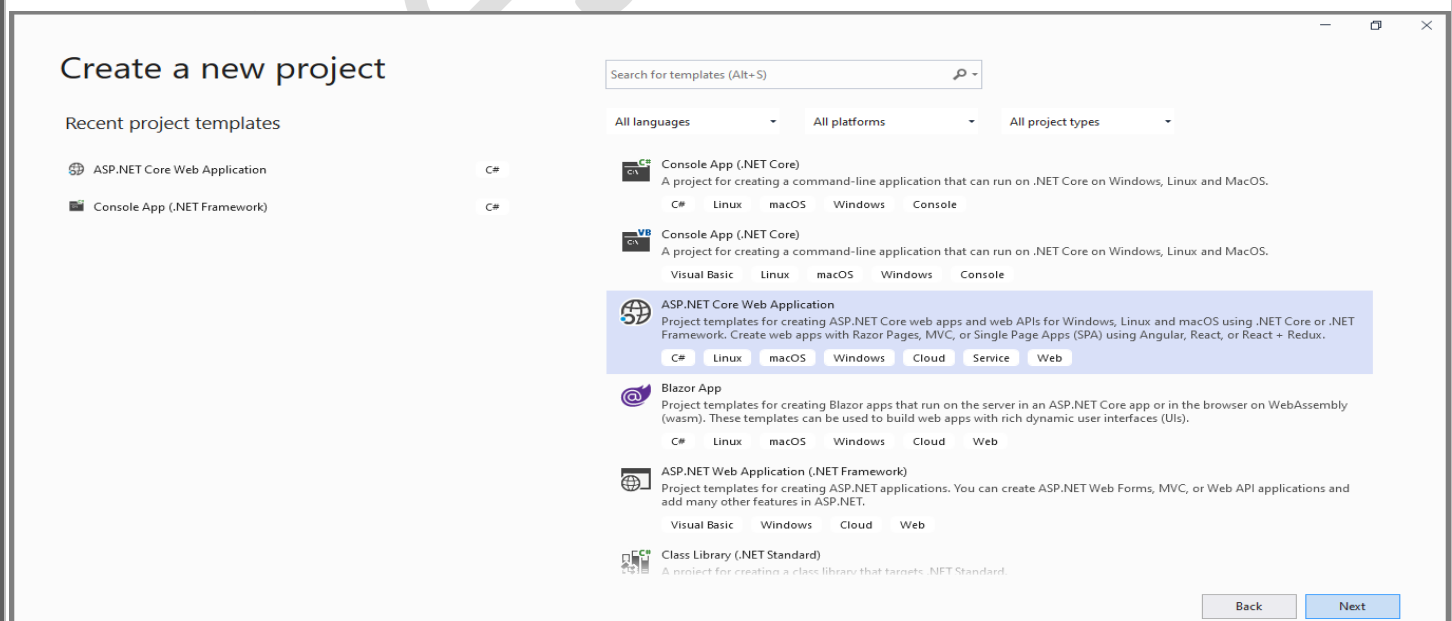 Create a new project
Recent project templates
ASP.NET Core Web Application C#
Console App (.NET Framework) C#
Search for templates (Alt+S)
All languages All platforms All project types
C#
C:\ Console App (.NET Core)
A project for creating a command-line application that can run on .NET Core on Windows, Linux and MacOS.
C# Linux macOS Windows Console
VB
C:\ Console App (.NET Core)
A project for creating a command-line application that can run on .NET Core on Windows, Linux and MacOS.
Visual Basic Linux macOS Windows Console
ASP.NET Core Web Application
Project templates for creating ASP.NET Core web apps and web APIs for Windows, Linux and macOS using .NET Core or .NET
Framework. Create web apps with Razor Pages, MVC, or Single Page Apps (SPA) using Angular, React, or React + Redux.
C# Linux macOS Windows Cloud Service Web
@ Blazor App
Project templates for creating Blazor apps that run on the server in an ASP.NET Core app or in the browser on WebAssembly
(wasm). These templates can be used to build web apps with rich dynamic user interfaces (UIs).
C# Linux macOS Windows Cloud Web
ASP.NET Web Application (.NET Framework)
Project templates for creating ASP.NET applications. You can create ASP.NET Web Forms, MVC, or Web API applications and
add many other features in ASP.NET.
Visual Basic Windows Cloud Web
C# Class Library (.NET Standard)
A project for creating a class library that targets .NET Standard.
Back Next